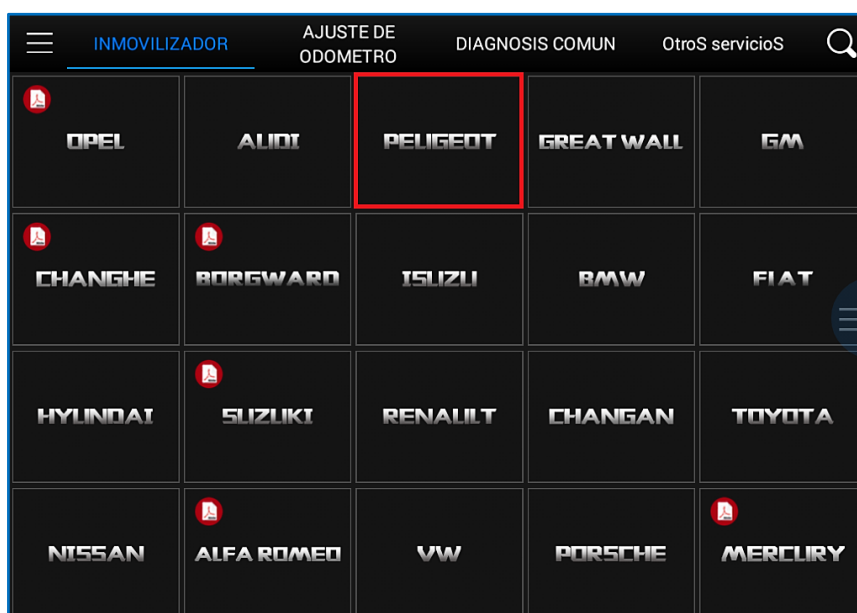 INMOVILIZADOR
AJUSTE DE
ODOMETRO
DIAGNOSIS COMUN
OtroS servicioS
OPEL
AUDI
PEUGEOT
GREAT WALL
GM
CHANGHE
BORGWARD
ISUZU
BMW
FIAT
HYUNDAI
SUZUKI
RENAULT
CHANGAN
TOYOTA
NISSAN
ALFA ROMEO
VW
PORSCHE
MERCURY